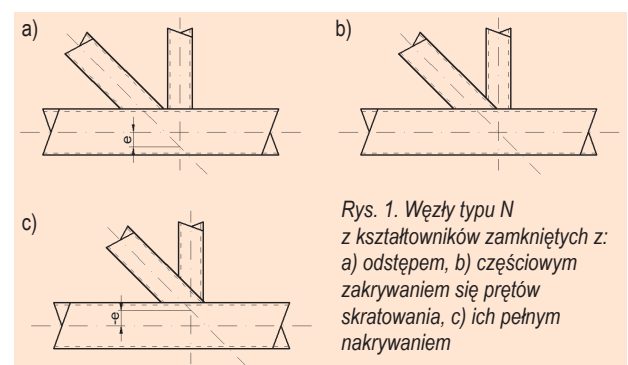 a)
b)
e
c)
-e
Rys. 1. Węzły typu N
z kształtowników zamkniętych z:
a) odstępem, b) częściowym
zakrywaniem się prętów
skratowania, c) ich pełnym
nakrywaniem